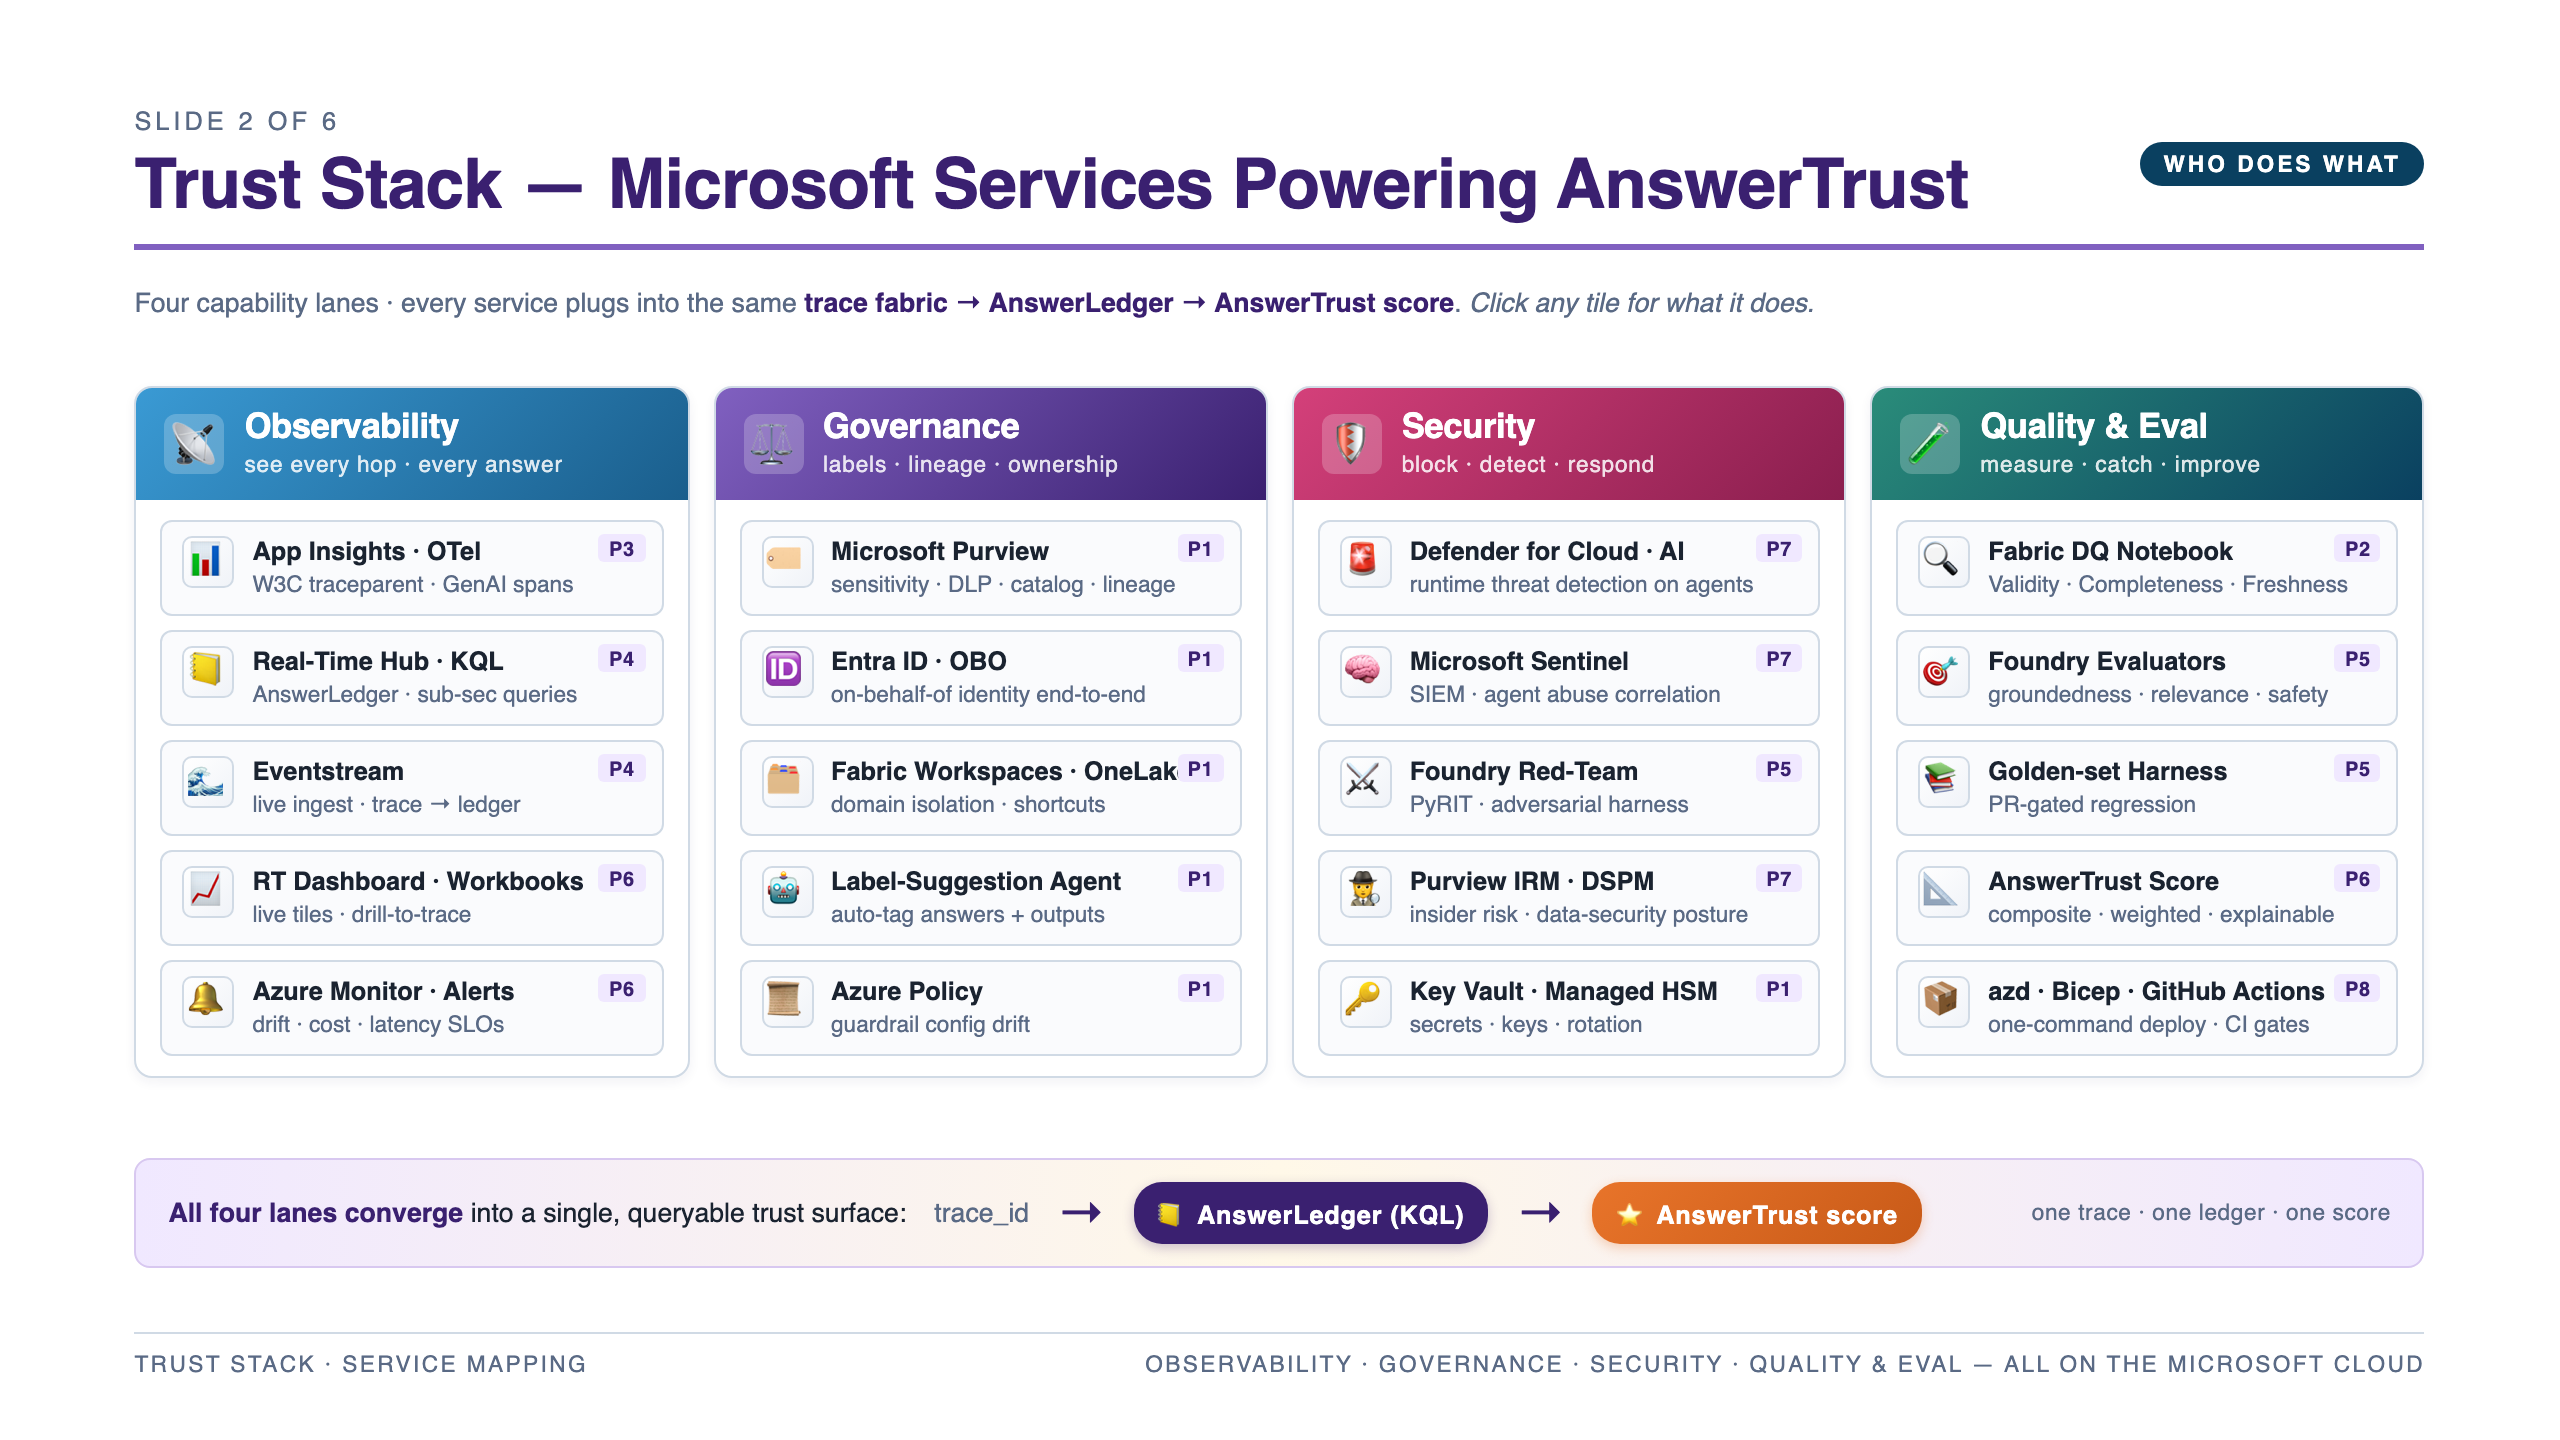 SLIDE 2 OF 6
Trust Stack — Microsoft Services Powering AnswerTrust
WHO DOES WHAT
Four capability lanes · every service plugs into the same trace fabric → AnswerLedger → AnswerTrust score. Click any tile for what it does.
Observability
see every hop · every answer
App Insights · OTel
P3
W3C traceparent · GenAI spans
Real-Time Hub · KQL
P4
AnswerLedger · sub-sec queries
Eventstream
P4
live ingest · trace → ledger
RT Dashboard · Workbooks
P6
live tiles · drill-to-trace
Azure Monitor · Alerts
P6
drift · cost · latency SLOs
Governance
labels · lineage · ownership
Microsoft Purview
P1
sensitivity · DLP · catalog · lineage
ID
Entra ID · OBO
P1
on-behalf-of identity end-to-end
Fabric Workspaces · OneLak
P1
domain isolation · shortcuts
Label-Suggestion Agent
P1
auto-tag answers + outputs
Azure Policy
P1
guardrail config drift
Security
block · detect · respond
Defender for Cloud · AI
P7
runtime threat detection on agents
Microsoft Sentinel
P7
SIEM · agent abuse correlation
Foundry Red-Team
P5
PyRIT · adversarial harness
Purview IRM · DSPM
P7
insider risk · data-security posture
Key Vault · Managed HSM
P1
secrets · keys · rotation
Quality & Eval
measure · catch · improve
Fabric DQ Notebook
P2
Validity · Completeness · Freshness
Foundry Evaluators
P5
groundedness · relevance · safety
Golden-set Harness
P5
PR-gated regression
AnswerTrust Score
P6
composite · weighted · explainable
azd · Bicep · GitHub Actions
P8
one-command deploy · CI gates
All four lanes converge into a single, queryable trust surface: trace_id → AnswerLedger (KQL) → AnswerTrust score
one trace · one ledger · one score
TRUST STACK · SERVICE MAPPING
OBSERVABILITY · GOVERNANCE · SECURITY · QUALITY & EVAL — ALL ON THE MICROSOFT CLOUD